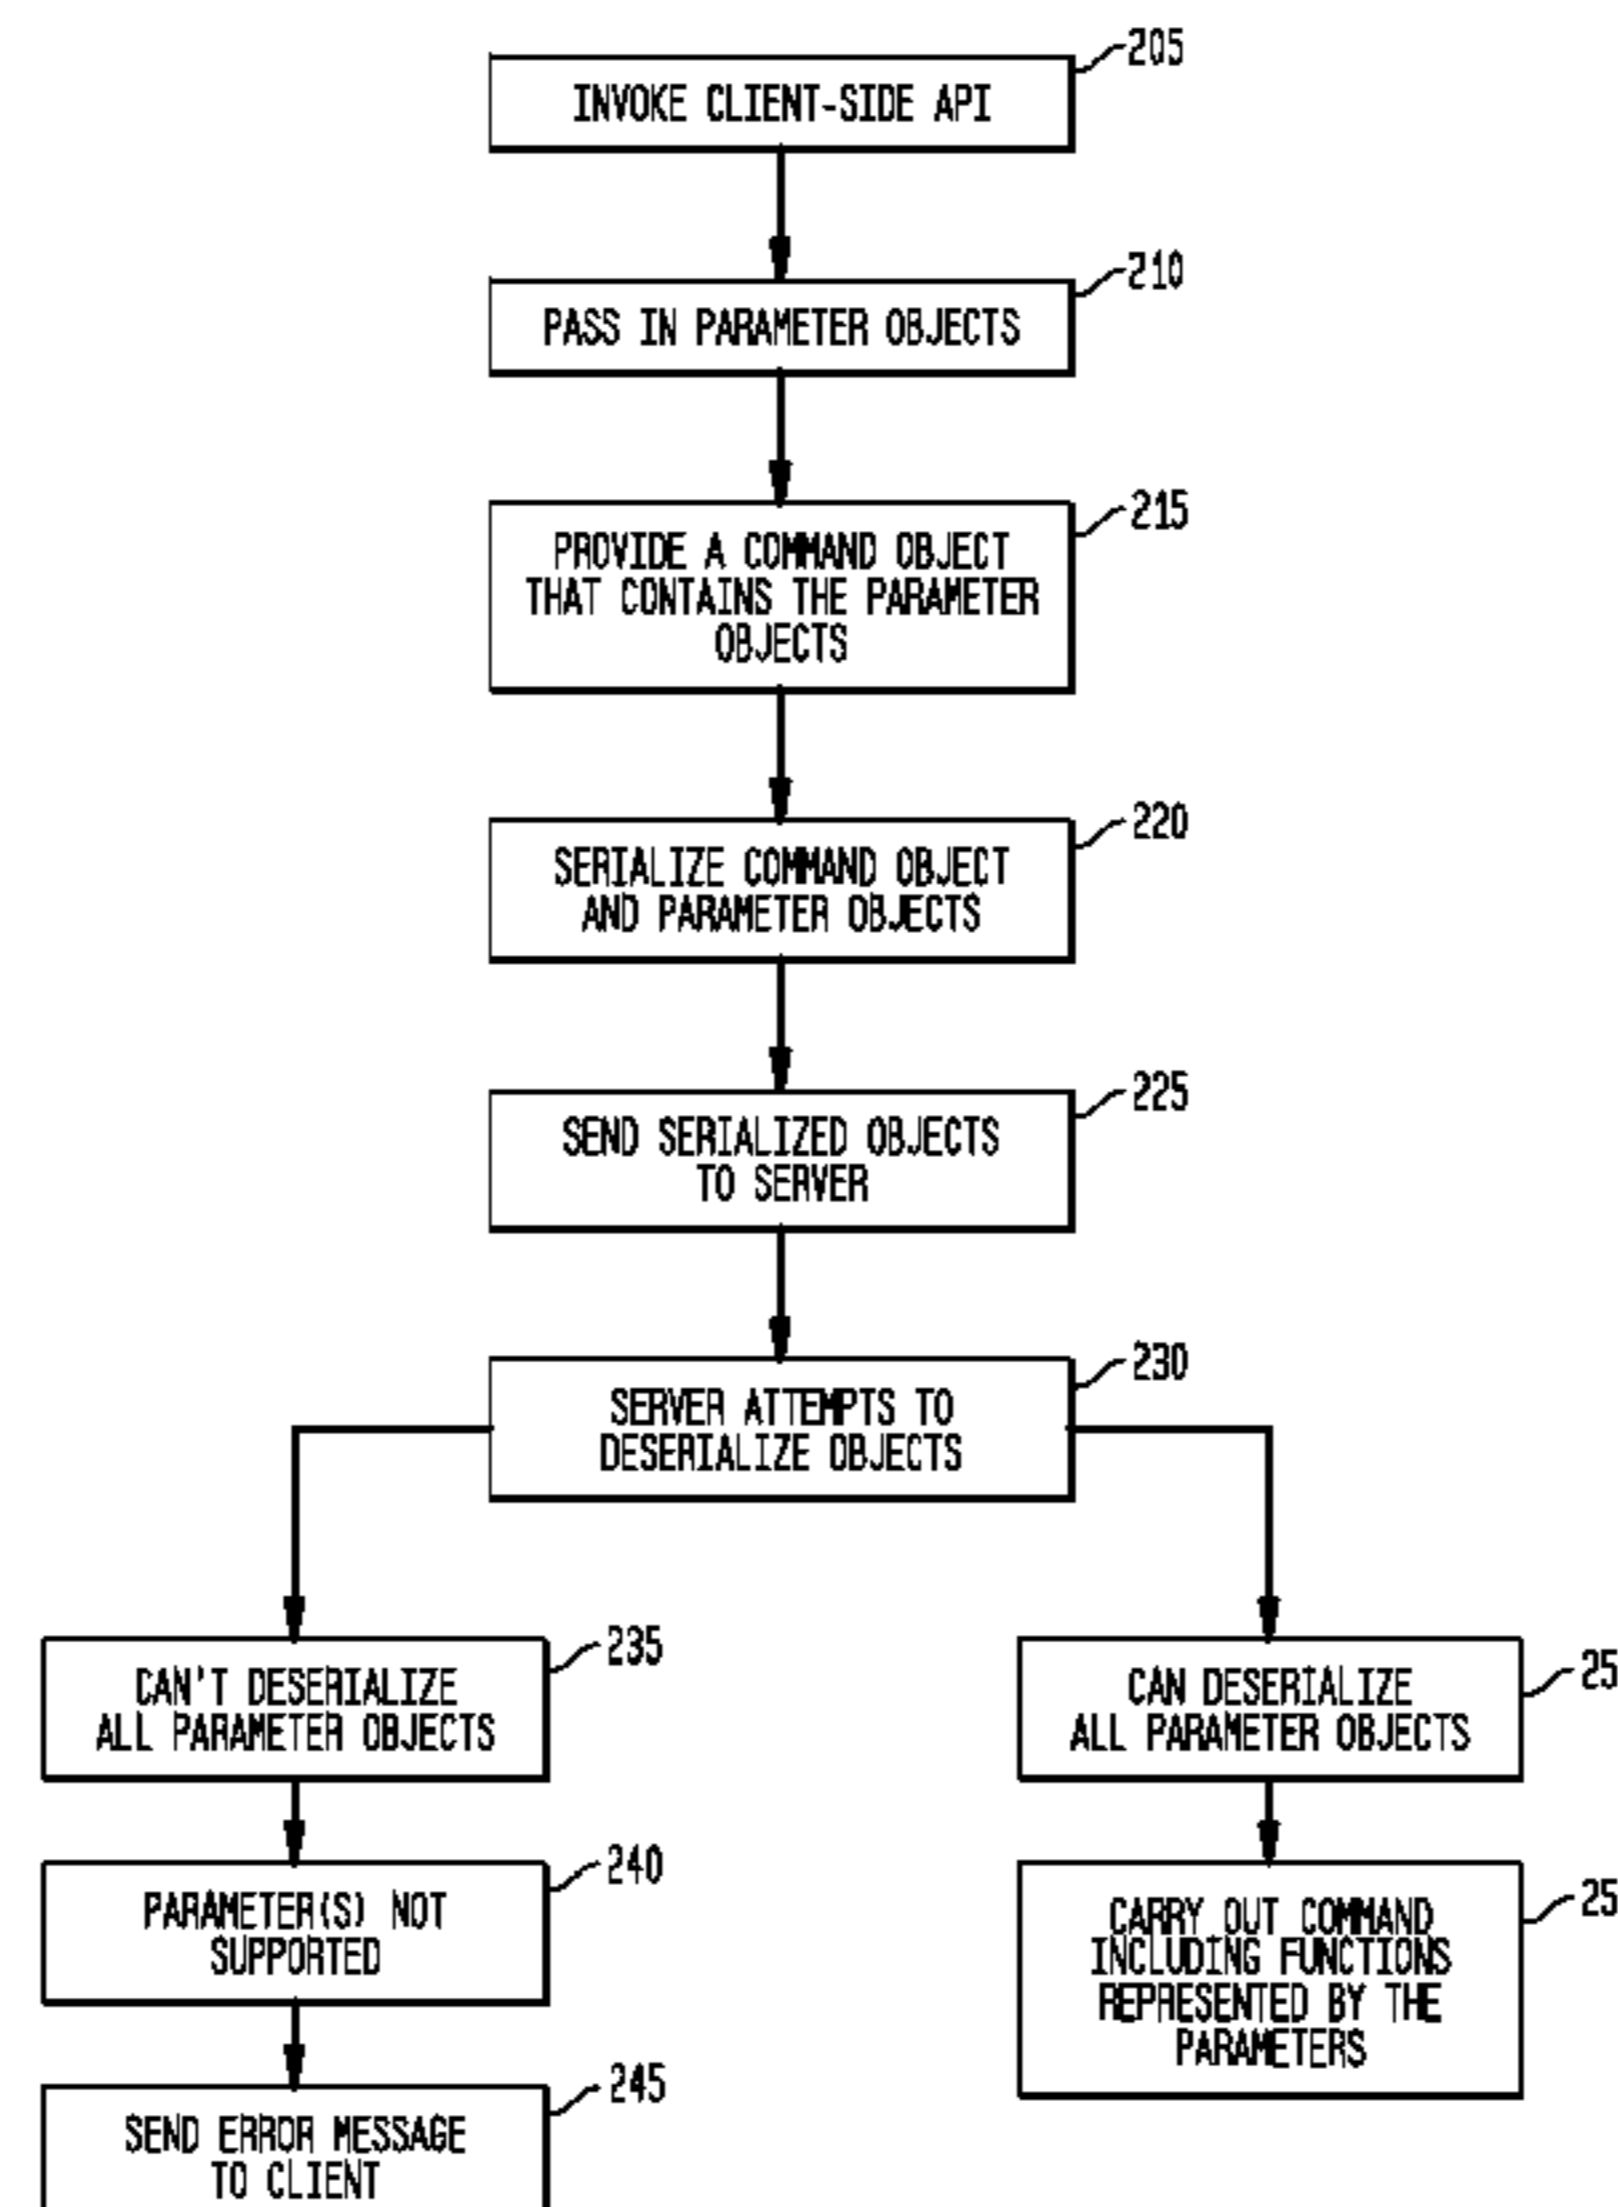 205
INVOKE CLIENT-SIDE API
210
PASS IN PARAMETER OBJECTS
215
PROVIDE A COMMAND OBJECT
THAT CONTAINS THE PARAMETER
OBJECTS
220
SERIALIZE COMMAND OBJECT
AND PARAMETER OBJECTS
225
SEND SERIALIZED OBJECTS
TO SERVER
230
SERVER ATTEMPTS TO
DESERIALIZE OBJECTS
235
CAN'T DESERIALIZE
ALL PARAMETER OBJECTS
25
CAN DESERIALIZE
ALL PARAMETER OBJECTS
240
PARAMETER(S) NOT
SUPPORTED
25
CARRY OUT COMMAND
INCLUDING FUNCTIONS
REPRESENTED BY THE
PARAMETERS
245
SEND ERROR MESSAGE
TO CLIENT